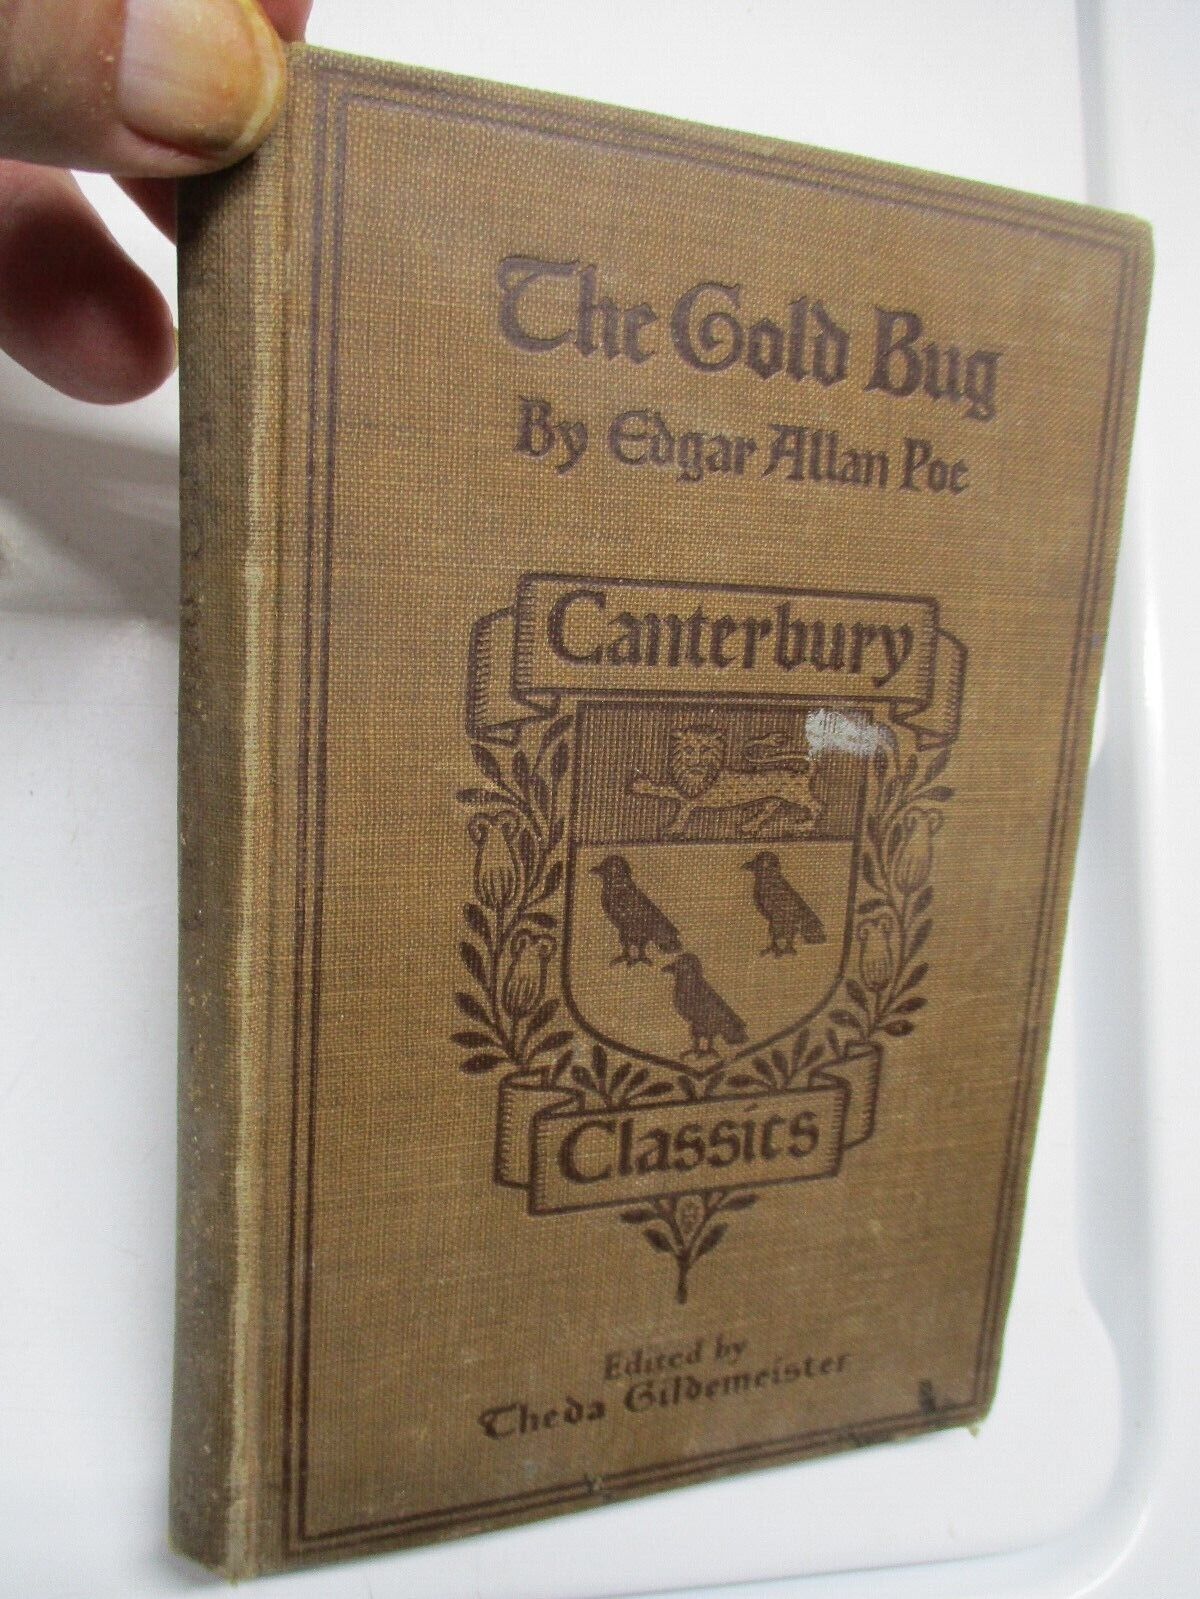 The Gold Bug
By Edgar Allan Poe
Canterbury
Classics
Edited by
Theda Gildemeister